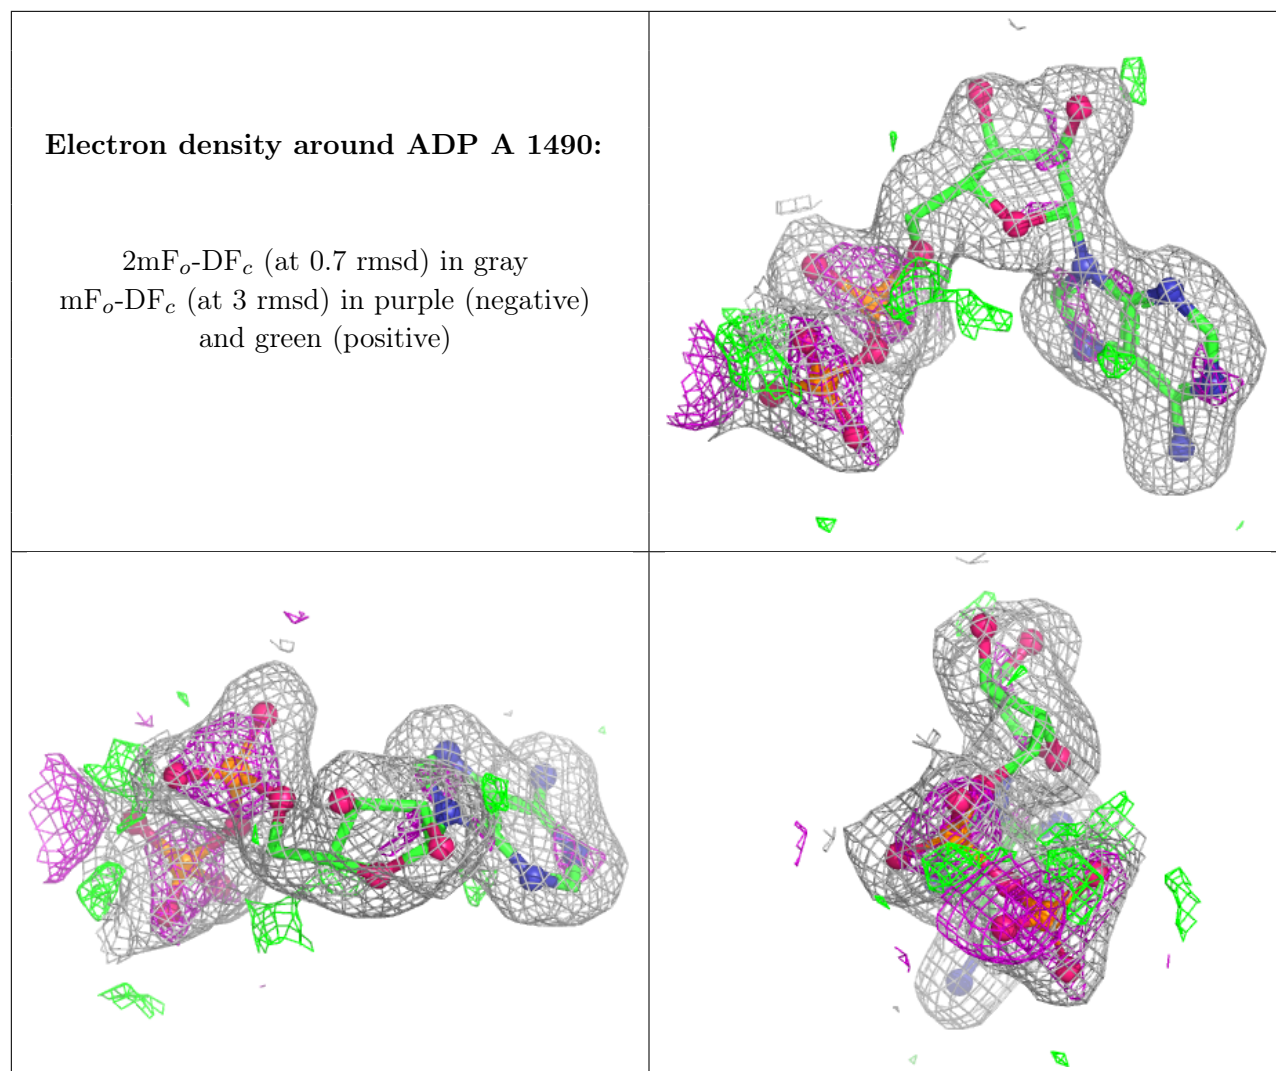 Electron density around ADP A 1490:
2mFo-DFc (at 0.7 rmsd) in gray
mFo-DFc (at 3 rmsd) in purple (negative)
and green (positive)